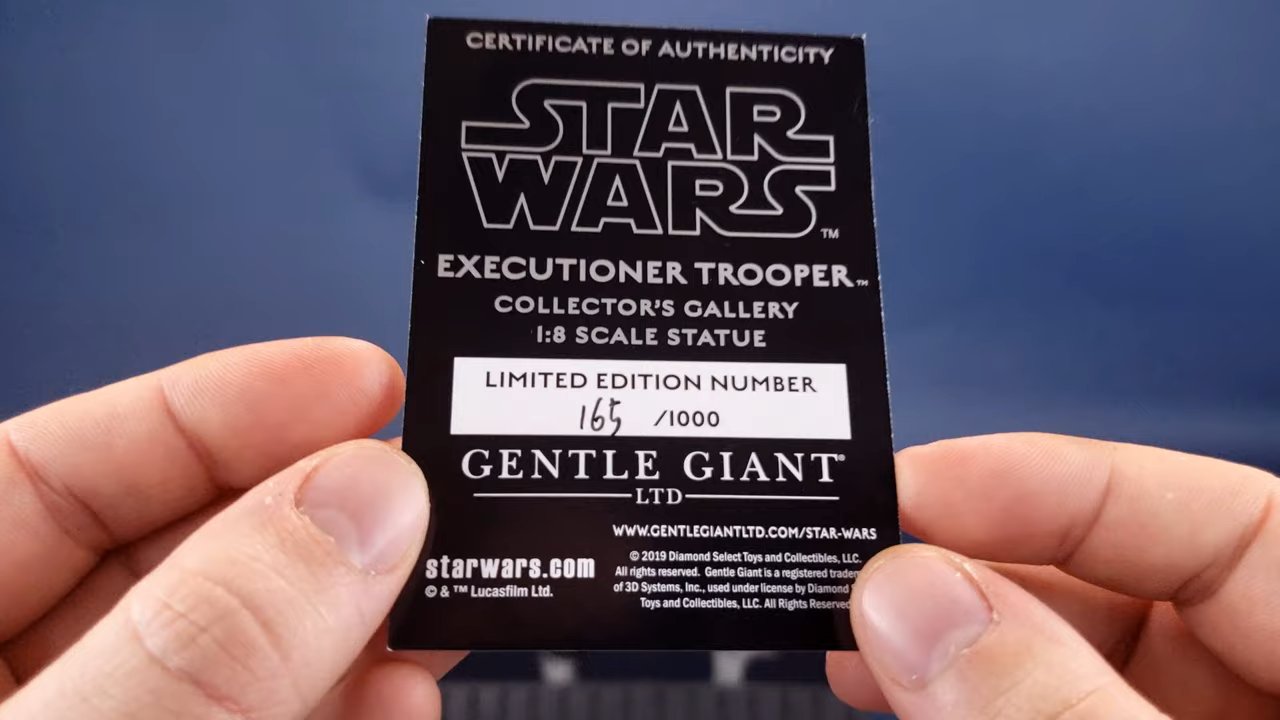 CERTIFICATE OF AUTHENTICITY
STAR
WARS
™
EXECUTIONER TROOPER™
COLLECTOR'S GALLERY
1:8 SCALE STATUE
LIMITED EDITION NUMBER
165 /1000
GENTLE GIANT®
LTD
WWW.GENTLEGIANTLTD.COM/STAR-WARS
starwars.com
© & ™ Lucasfilm Ltd.
© 2019 Diamond Select Toys and Collectibles, LLC.
All rights reserved. Gentle Giant is a registered
of 3D Systems, Inc., used under license by Diamond
Toys and Collectibles, LLC. All Rights Reserved